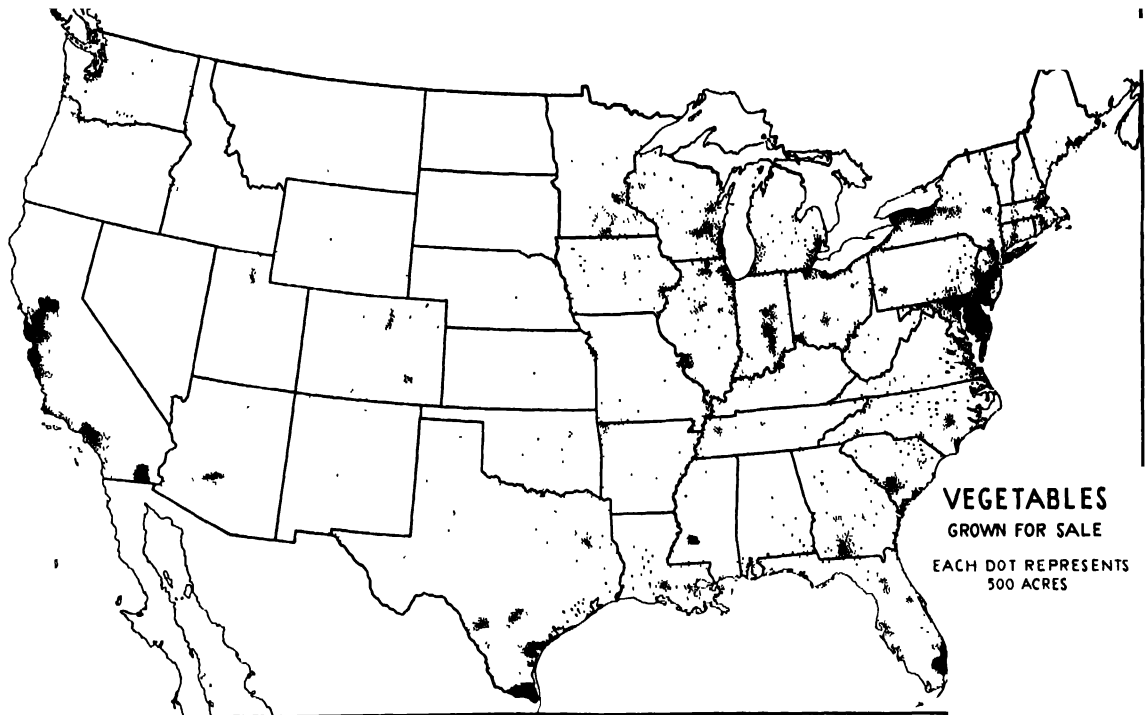 VEGETABLES
GROWN FOR SALE
EACH DOT REPRESENTS
500 ACRES